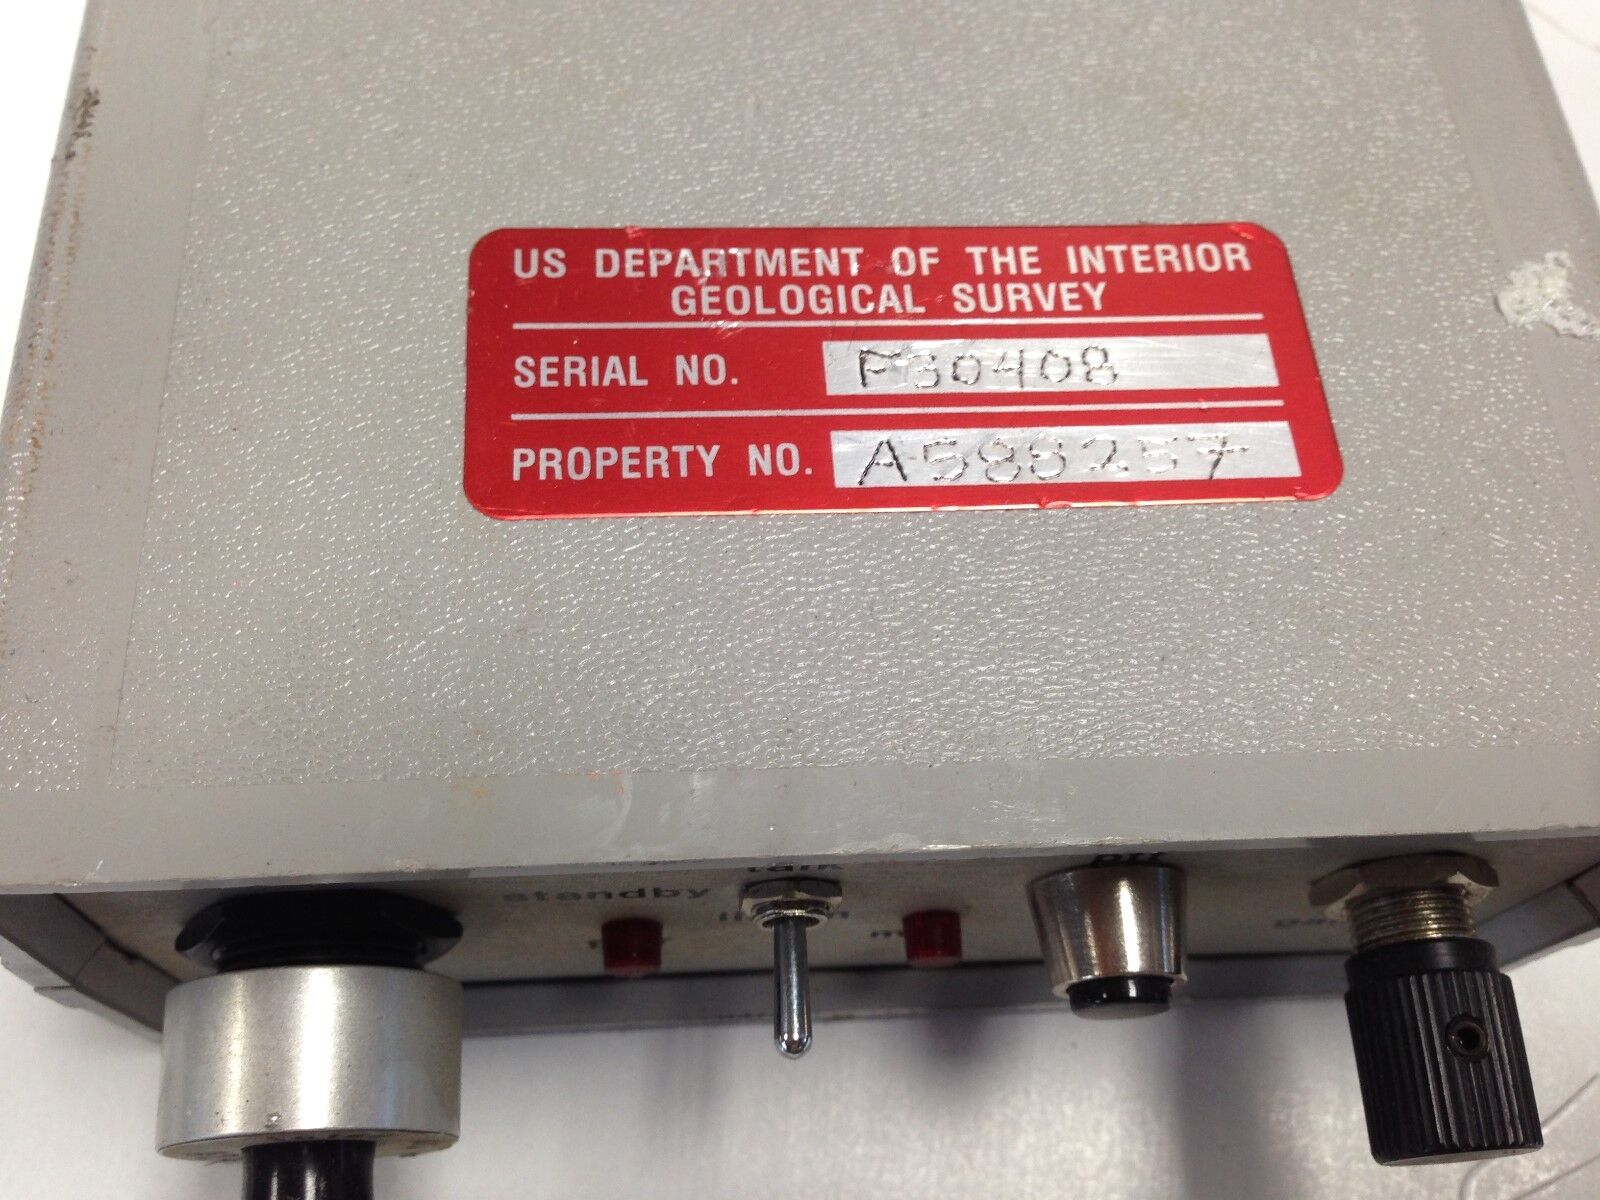 US DEPARTMENT OF THE INTERIOR
GEOLOGICAL SURVEY
SERIAL NO. F30408
PROPERTY NO. A588257
standby